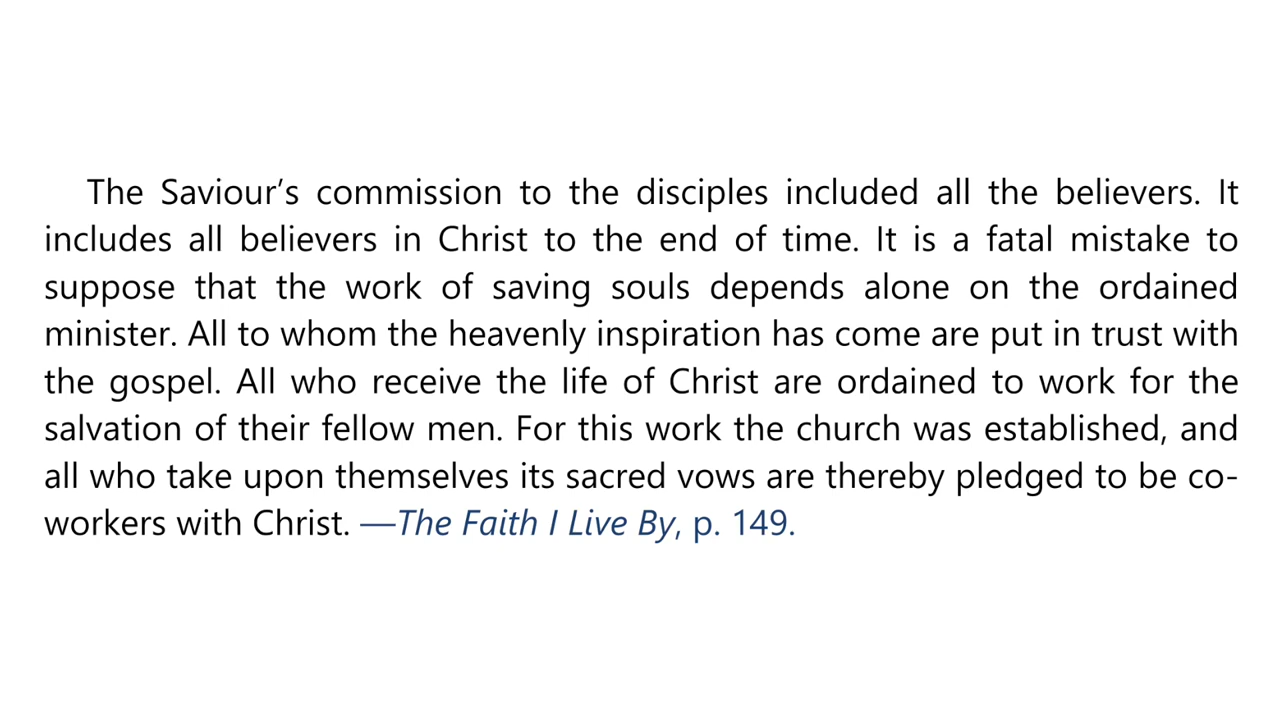 The Saviour’s commission to the disciples included all the believers. It
includes all believers in Christ to the end of time. It is a fatal mistake to
suppose that the work of saving souls depends alone on the ordained
minister. All to whom the heavenly inspiration has come are put in trust with
the gospel. All who receive the life of Christ are ordained to work for the
salvation of their fellow men. For this work the church was established, and
all who take upon themselves its sacred vows are thereby pledged to be co-
workers with Christ. —The Faith I Live By, p. 149.